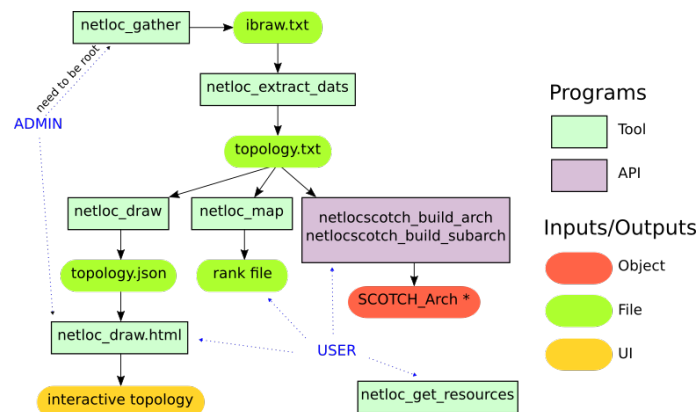 netloc_gather
ibraw.txt
need to be root
netloc_extract_dats
ADMIN
topology.txt
netloc_draw
netloc_map
netlocscotch_build_arch
netlocscotch_build_subarch
topology.json
rank file
SCOTCH_Arch *
netloc_draw.html
USER
interactive topology
netloc_get_resources
Programs
Tool
API
Inputs/Outputs
Object
File
UI